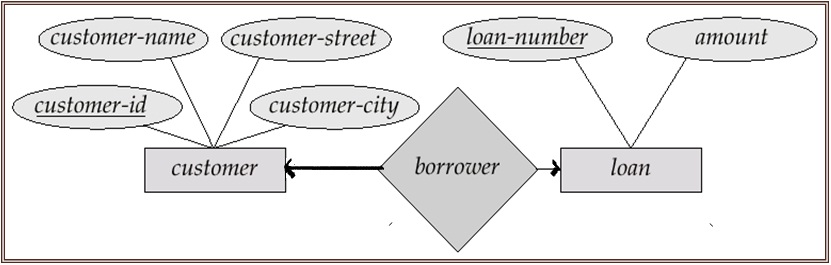 customer-name
customer-street
loan-number
amount
customer-id
customer-city
customer
borrower
loan